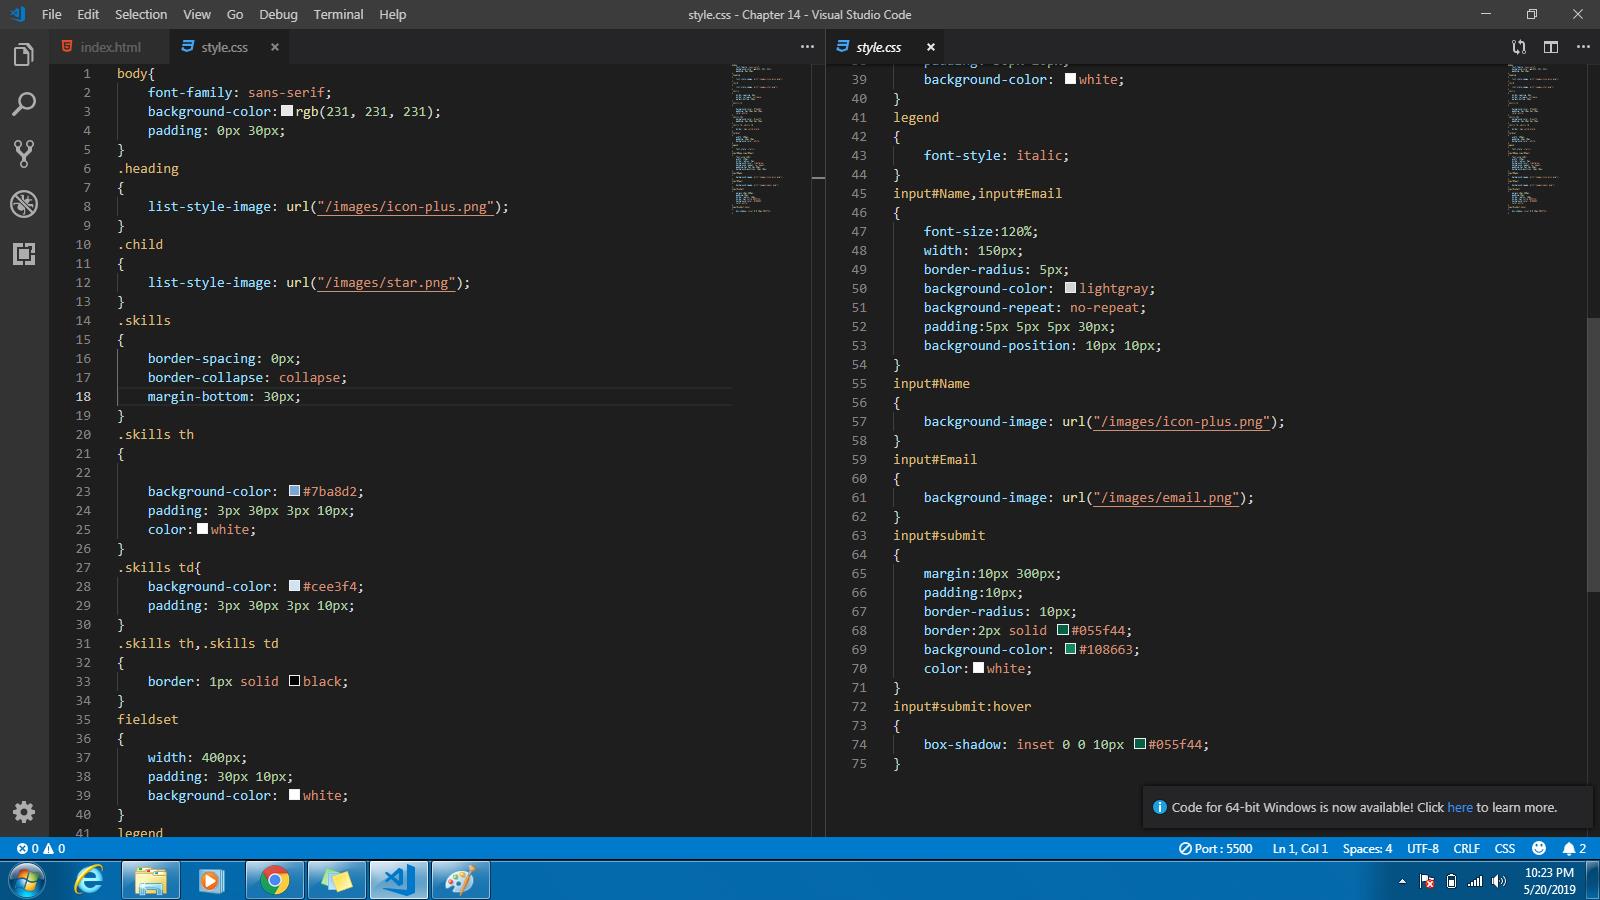 File Edit Selection View Go Debug Terminal Help
style.css - Chapter 14 - Visual Studio Code
index.html
style.css
1 body{
2 font-family: sans-serif;
3 background-color: rgb(231, 231, 231);
4 padding: 0px 30px;
5 }
6 .heading
7 {
8 list-style-image: url("/images/icon-plus.png");
9 }
10 .child
11 {
12 list-style-image: url("/images/star.png");
13 }
14 .skills
15 {
16 border-spacing: 0px;
17 border-collapse: collapse;
18 margin-bottom: 30px;
19 }
20 .skills th
21 {
22
23 background-color: #7ba8d2;
24 padding: 3px 30px 3px 10px;
25 color: white;
26 }
27 .skills td{
28 background-color: #cee3f4;
29 padding: 3px 30px 3px 10px;
30 }
31 .skills th,.skills td
32 {
33 border: 1px solid black;
34 }
35 fieldset
36 {
37 width: 400px;
38 padding: 30px 10px;
39 background-color: white;
40 }
41 legend
style.css
39 background-color: white;
40 }
41 legend
42 {
43 font-style: italic;
44 }
45 input#Name,input#Email
46 {
47 font-size:120%;
48 width: 150px;
49 border-radius: 5px;
50 background-color: lightgray;
51 background-repeat: no-repeat;
52 padding:5px 5px 5px 30px;
53 background-position: 10px 10px;
54 }
55 input#Name
56 {
57 background-image: url("/images/icon-plus.png");
58 }
59 input#Email
60 {
61 background-image: url("/images/email.png");
62 }
63 input#submit
64 {
65 margin:10px 300px;
66 padding:10px;
67 border-radius: 10px;
68 border:2px solid #055f44;
69 background-color: #108663;
70 color: white;
71 }
72 input#submit:hover
73 {
74 box-shadow: inset 0 0 10px #055f44;
75 }
Code for 64-bit Windows is now available! Click here to learn more.
0 0
Port : 5500 Ln 1, Col 1 Spaces: 4 UTF-8 CRLF CSS 2
10:23 PM
5/20/2019